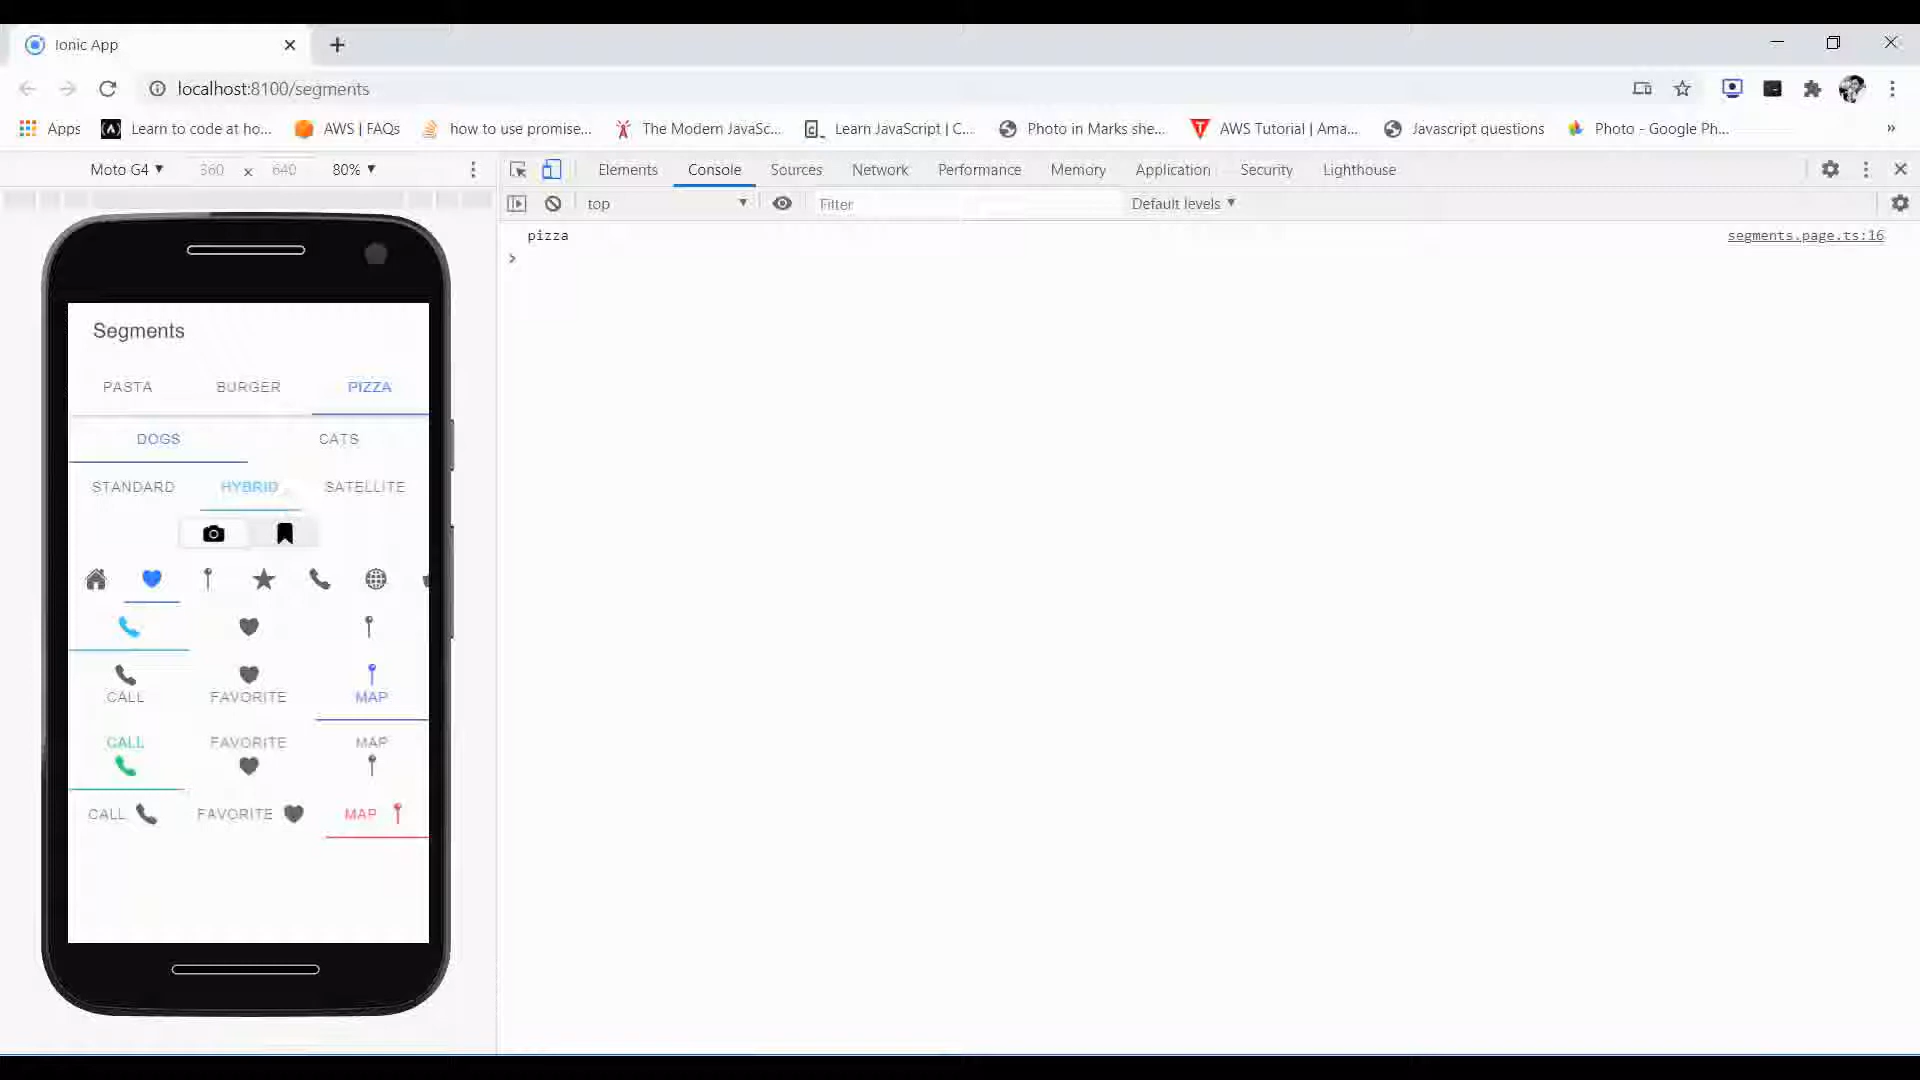 Ionic App
localhost:8100/segments
Apps Learn to code at ho... AWS | FAQs how to use promise... The Modern JavaSc... Learn JavaScript | C... Photo in Marks she... AWS Tutorial | Ama... Javascript questions Photo - Google Ph... »
Moto G4 360 × 640 80%
Elements Console Sources Network Performance Memory Application Security Lighthouse
top Filter Default levels
pizza segments.page.ts:16
Segments
PASTA BURGER PIZZA
DOGS CATS
STANDARD HYBRID SATELLITE
CALL FAVORITE MAP
CALL FAVORITE MAP
CALL FAVORITE MAP